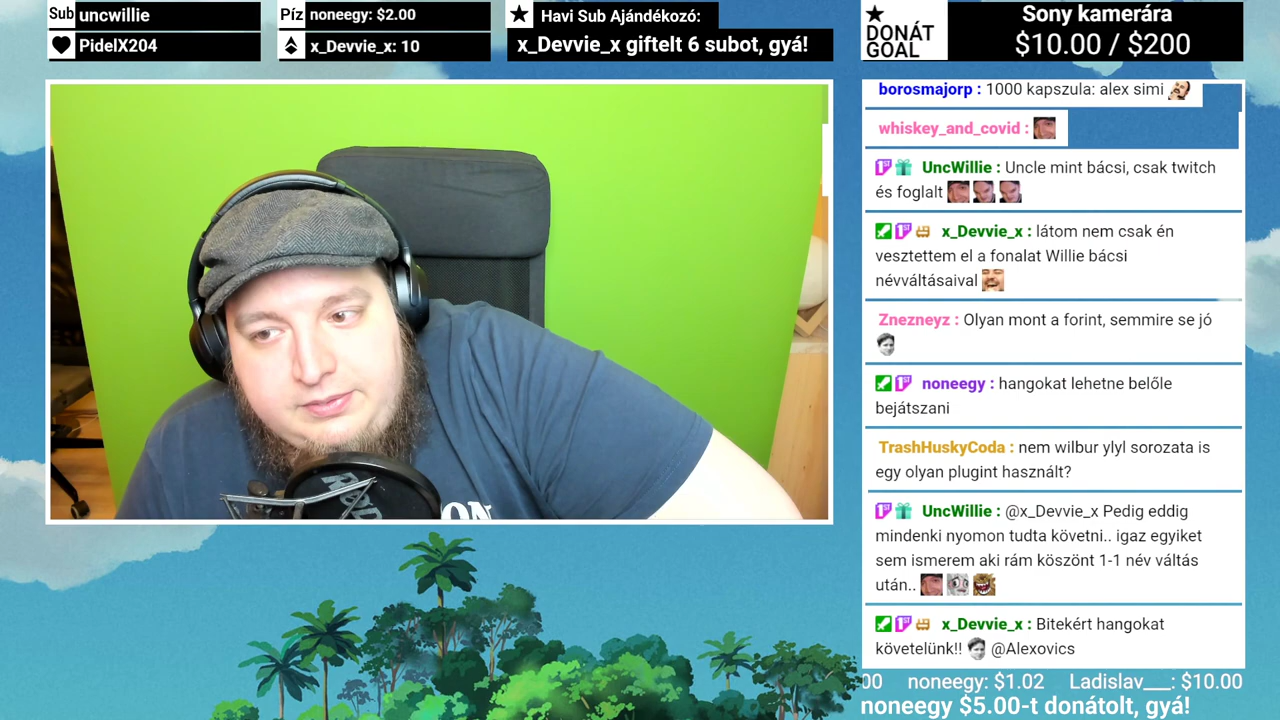 Sub uncwillie
PidelX204
Píz noneegy: $2.00
x_Devvie_x: 10
Havi Sub Ajándékozó:
x_Devvie_x giftelt 6 subot, gyá!
DONÁT
GOAL
Sony kamerára
$10.00 / $200
borosmajorp : 1000 kapszula: alex simi
whiskey_and_covid :
UncWillie : Uncle mint bácsi, csak twitch
és foglalt
x_Devvie_x : látom nem csak én
vesztettem el a fonalat Willie bácsi
névváltásaival
Znezneyz : Olyan mont a forint, semmire se jó
noneegy : hangokat lehetne belőle
bejátszani
TrashHuskyCoda : nem wilbur ylyl sorozata is
egy olyan plugint használt?
UncWillie : @x_Devvie_x Pedig eddig
mindenki nyomon tudta követni.. igaz egyiket
sem ismerem aki rám köszönt 1-1 név váltás
után..
x_Devvie_x : Bitekért hangokat
követelünk!! @Alexovics
00 noneegy: $1.02 Ladislav___: $10.00
noneegy $5.00-t donátolt, gyá!
RØDE
ON